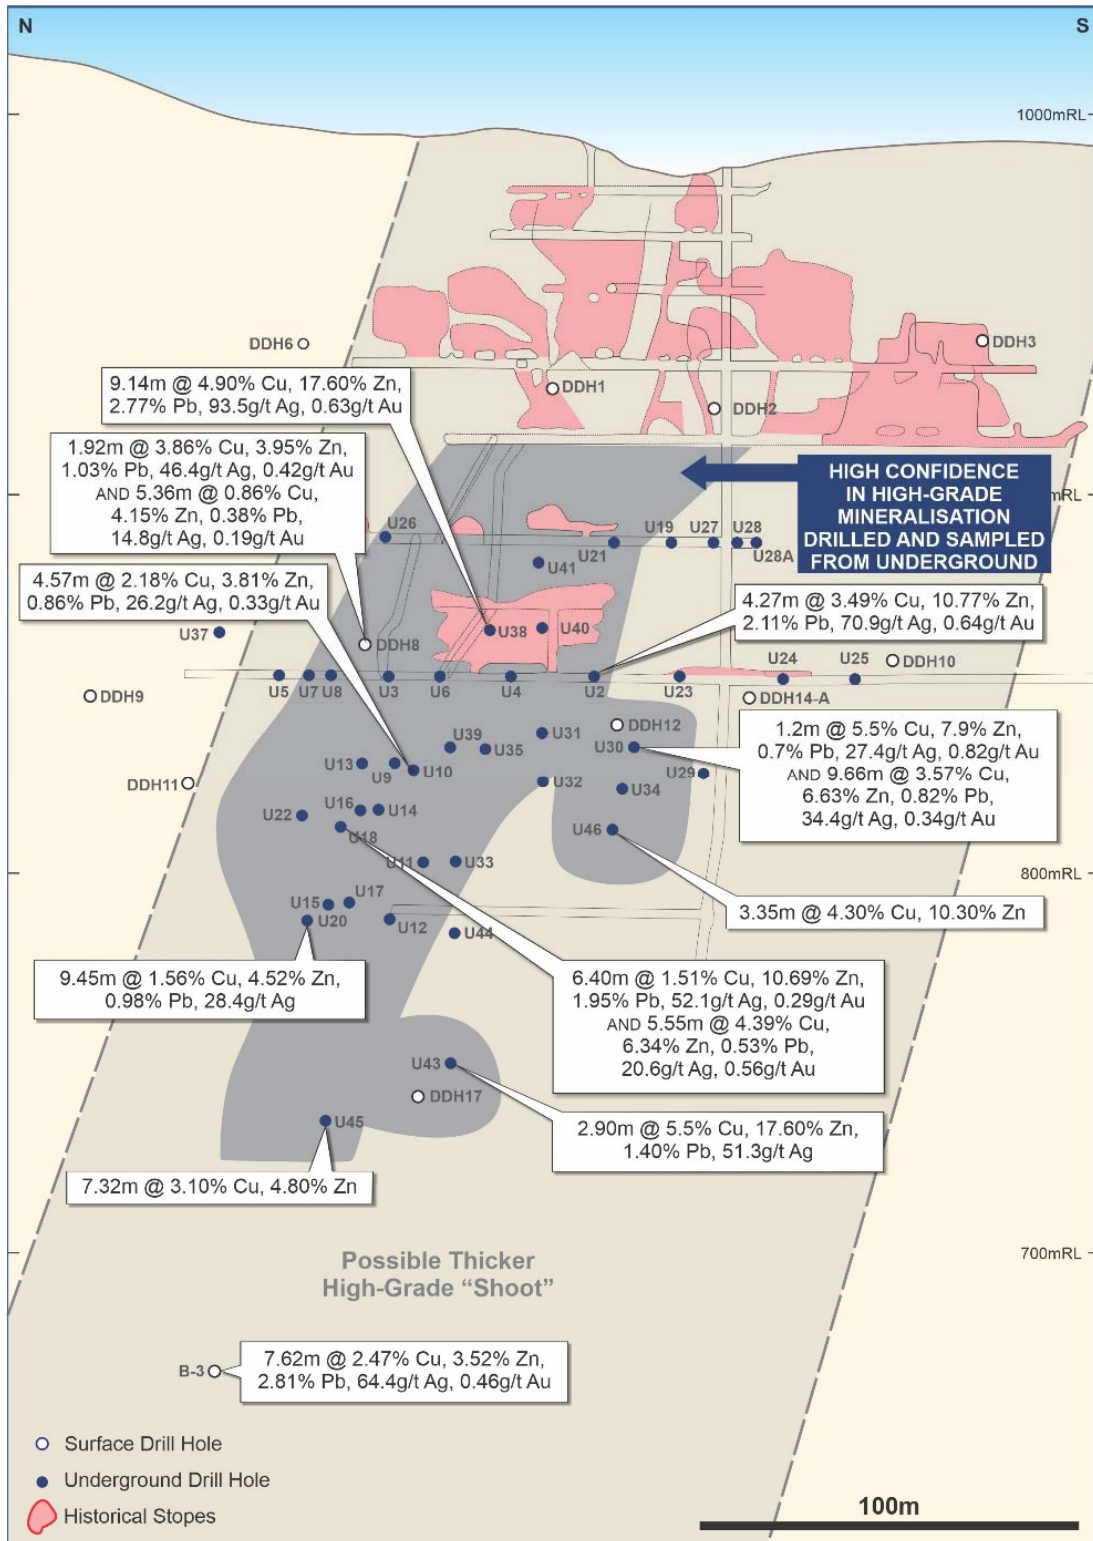 N
S
1000mRL
DDH6
DDH3
DDH1
DDH2
9.14m @ 4.90% Cu, 17.60% Zn,
2.77% Pb, 93.5g/t Ag, 0.63g/t Au
1.92m @ 3.86% Cu, 3.95% Zn,
1.03% Pb, 46.4g/t Ag, 0.42g/t Au
AND 5.36m @ 0.86% Cu,
4.15% Zn, 0.38% Pb,
14.8g/t Ag, 0.19g/t Au
HIGH CONFIDENCE
IN HIGH-GRADE
MINERALISATION
DRILLED AND SAMPLED
FROM UNDERGROUND
mRL
U26
U21
U19
U27
U28
U28A
U41
4.57m @ 2.18% Cu, 3.81% Zn,
0.86% Pb, 26.2g/t Ag, 0.33g/t Au
4.27m @ 3.49% Cu, 10.77% Zn,
2.11% Pb, 70.9g/t Ag, 0.64g/t Au
U37
DDH8
U38
U40
DDH10
U5
U7
U8
U3
U6
U4
U2
U23
U24
U25
DDH9
DDH14-A
DDH12
1.2m @ 5.5% Cu, 7.9% Zn,
0.7% Pb, 27.4g/t Ag, 0.82g/t Au
AND 9.66m @ 3.57% Cu,
6.63% Zn, 0.82% Pb,
34.4g/t Ag, 0.34g/t Au
U39
U35
U31
U30
U13
U9
U10
U29
DDH11
U32
U34
U22
U16
U14
U18
U46
U11
U33
800mRL
3.35m @ 4.30% Cu, 10.30% Zn
U15
U17
U20
U12
U44
9.45m @ 1.56% Cu, 4.52% Zn,
0.98% Pb, 28.4g/t Ag
6.40m @ 1.51% Cu, 10.69% Zn,
1.95% Pb, 52.1g/t Ag, 0.29g/t Au
AND 5.55m @ 4.39% Cu,
6.34% Zn, 0.53% Pb,
20.6g/t Ag, 0.56g/t Au
U43
DDH17
U45
2.90m @ 5.5% Cu, 17.60% Zn,
1.40% Pb, 51.3g/t Ag
7.32m @ 3.10% Cu, 4.80% Zn
700mRL
Possible Thicker
High-Grade “Shoot”
B-3
7.62m @ 2.47% Cu, 3.52% Zn,
2.81% Pb, 64.4g/t Ag, 0.46g/t Au
Surface Drill Hole
Underground Drill Hole
Historical Stopes
100m